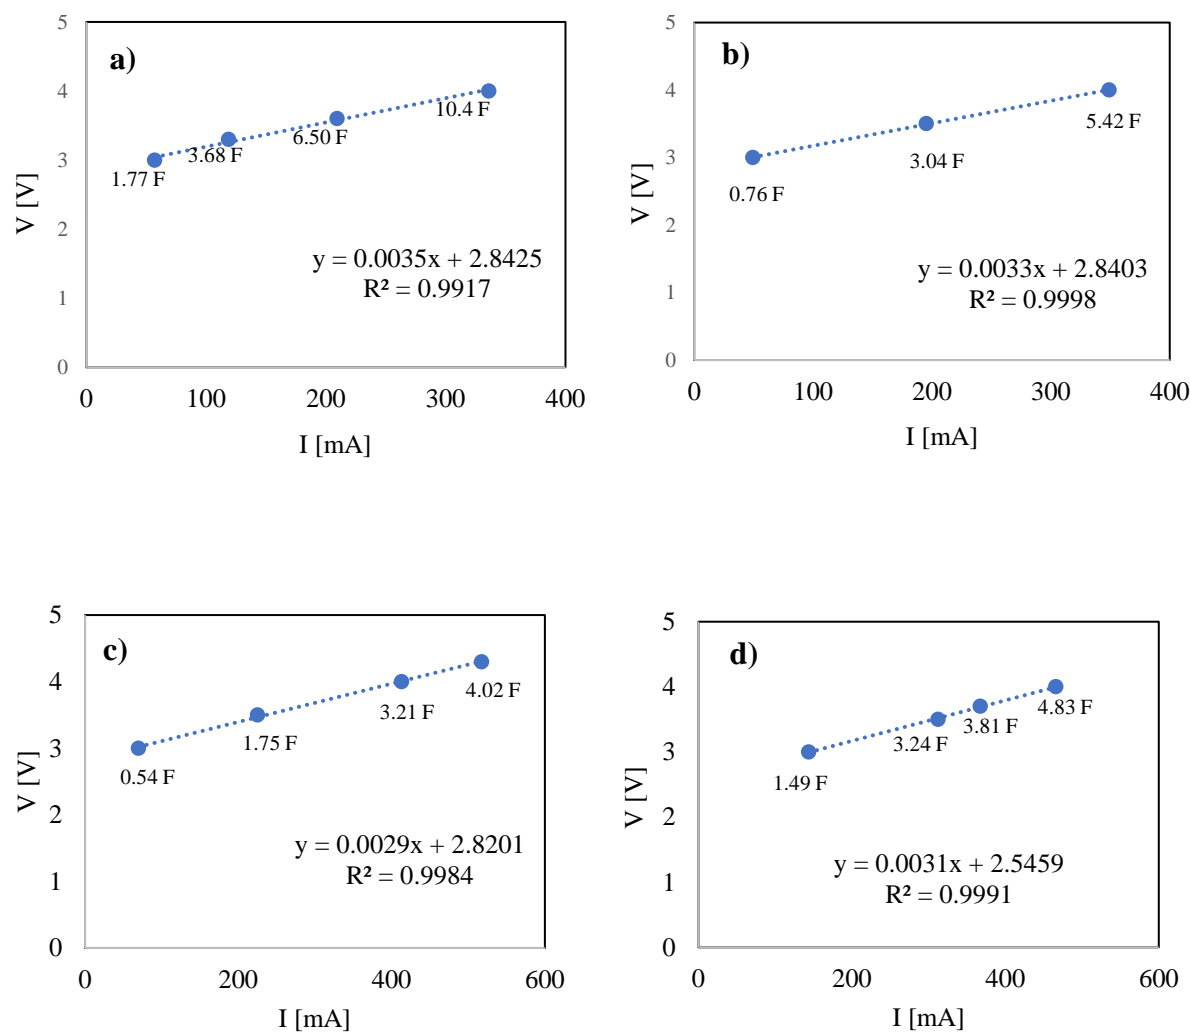 a)
5
4
3
2
1
0
V [V]
1.77 F
3.68 F
6.50 F
10.4 F
y = 0.0035x + 2.8425
R² = 0.9917
0 100 200 300 400
I [mA]
b)
5
4
3
2
1
0
V [V]
0.76 F
3.04 F
5.42 F
y = 0.0033x + 2.8403
R² = 0.9998
0 100 200 300 400
I [mA]
c)
5
4
3
2
1
0
V [V]
0.54 F
1.75 F
3.21 F
4.02 F
y = 0.0029x + 2.8201
R² = 0.9984
0 200 400 600
I [mA]
d)
5
4
3
2
1
0
V [V]
1.49 F
3.24 F
3.81 F
4.83 F
y = 0.0031x + 2.5459
R² = 0.9991
0 200 400 600
I [mA]